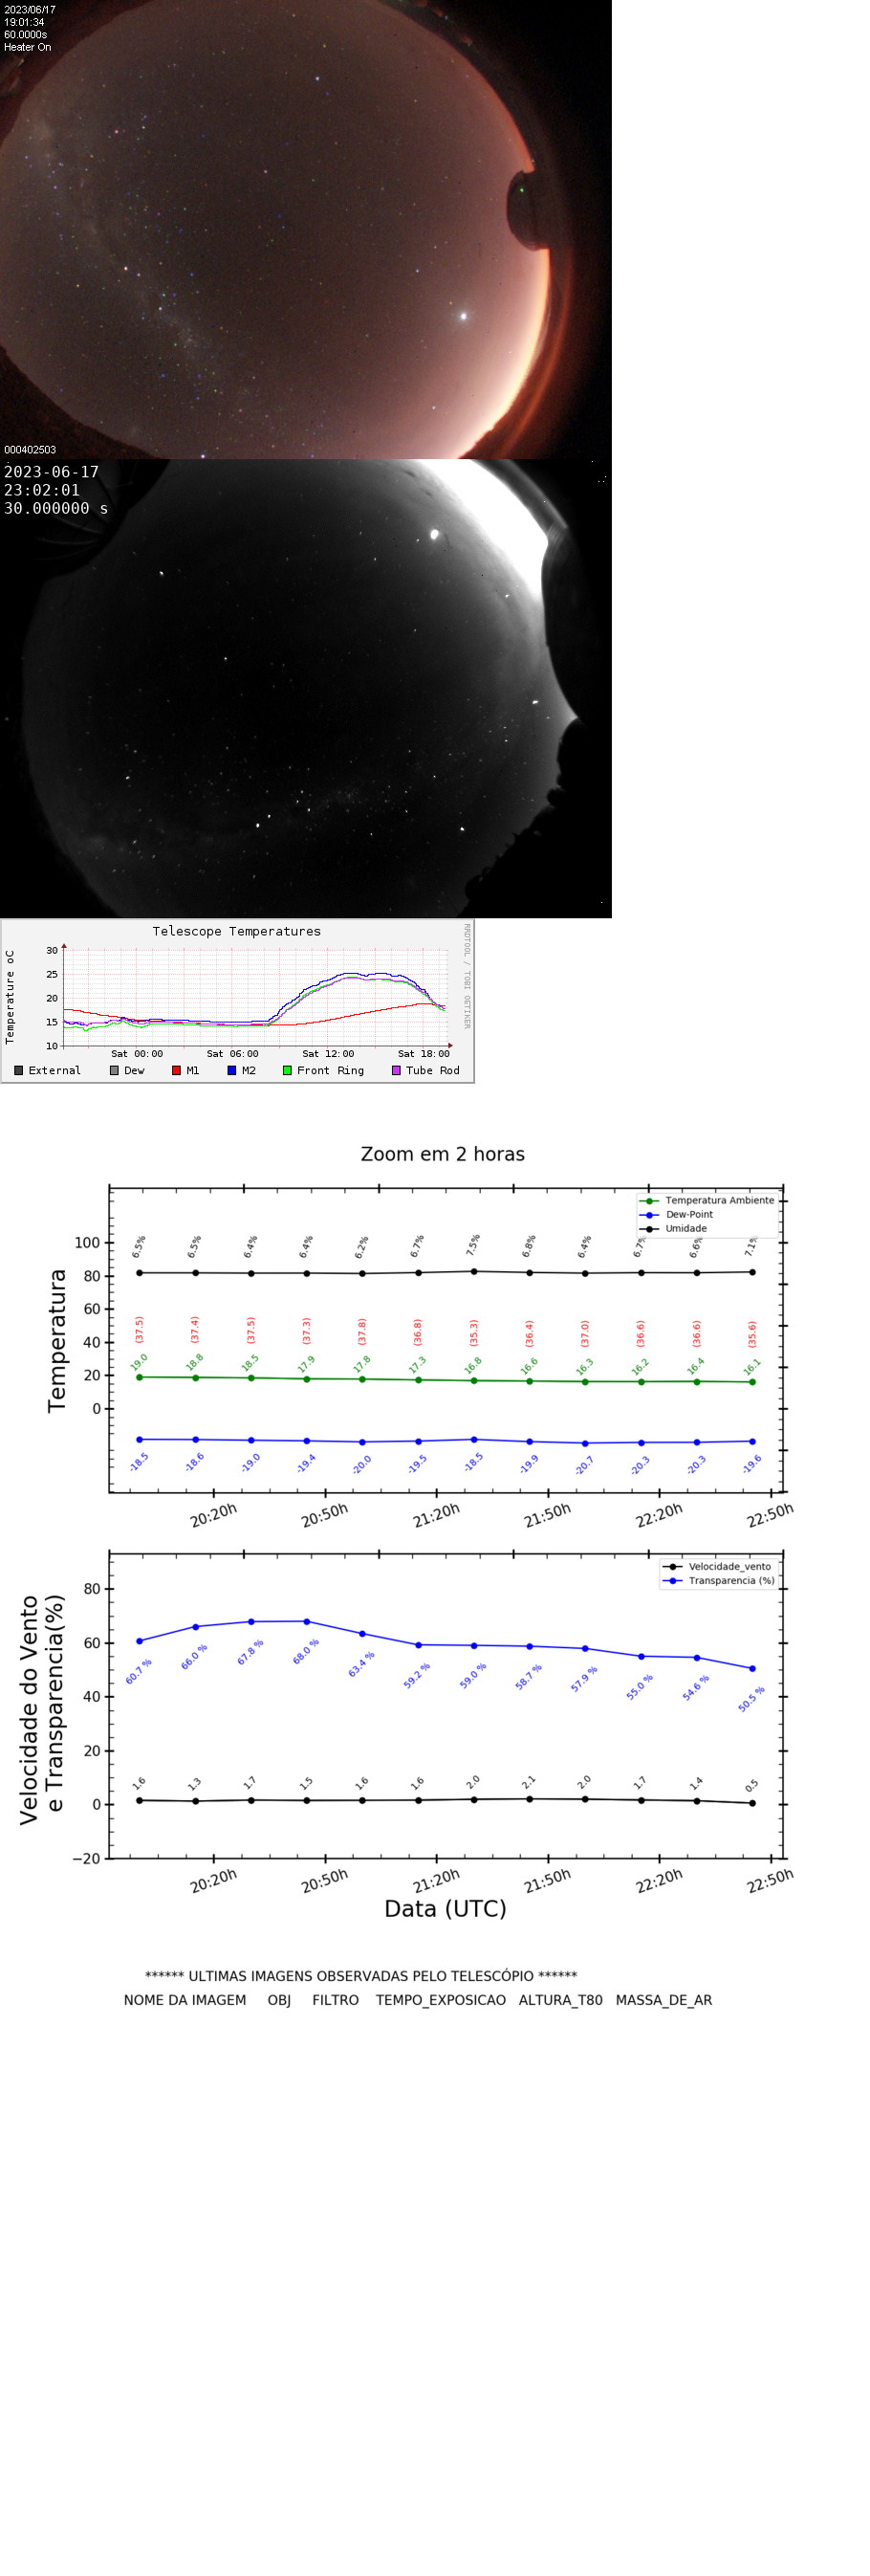 2023/06/17
19:01:34
60.0000s
Heater On
000402503
2023-06-17
23:02:01
30.000000 s
Telescope Temperatures
RRDTOOL / TOBI OETIKER
Temperature oC
30
25
20
15
10
Sat 00:00 Sat 06:00 Sat 12:00 Sat 18:00
External Dew M1 M2 Front Ring Tube Rod
Zoom em 2 horas
Temperatura Ambiente
Dew-Point
Umidade
Temperatura
100
80
60
40
20
0
6.5% 6.5% 6.4% 6.4% 6.2% 6.7% 7.5% 6.8% 6.4% 6.7% 6.6% 7.1%
(37.5) (37.4) (37.5) (37.3) (37.8) (36.8) (35.3) (36.4) (37.0) (36.6) (36.6) (35.6)
19.0 18.8 18.5 17.9 17.8 17.3 16.8 16.6 16.3 16.2 16.4 16.1
-18.5 -18.6 -19.0 -19.4 -20.0 -19.5 -18.5 -19.9 -20.7 -20.3 -20.3 -19.6
20:20h 20:50h 21:20h 21:50h 22:20h 22:50h
Velocidade_vento
Transparencia (%)
Velocidade do Vento
e Transparencia(%)
80
60
40
20
0
−20
60.7 % 66.0 % 67.8 % 68.0 % 63.4 % 59.2 % 59.0 % 58.7 % 57.9 % 55.0 % 54.6 % 50.5 %
1.6 1.3 1.7 1.5 1.6 1.6 2.0 2.1 2.0 1.7 1.4 0.5
20:20h 20:50h 21:20h 21:50h 22:20h 22:50h
Data (UTC)
****** ULTIMAS IMAGENS OBSERVADAS PELO TELESCÓPIO ******
NOME DA IMAGEM OBJ FILTRO TEMPO_EXPOSICAO ALTURA_T80 MASSA_DE_AR